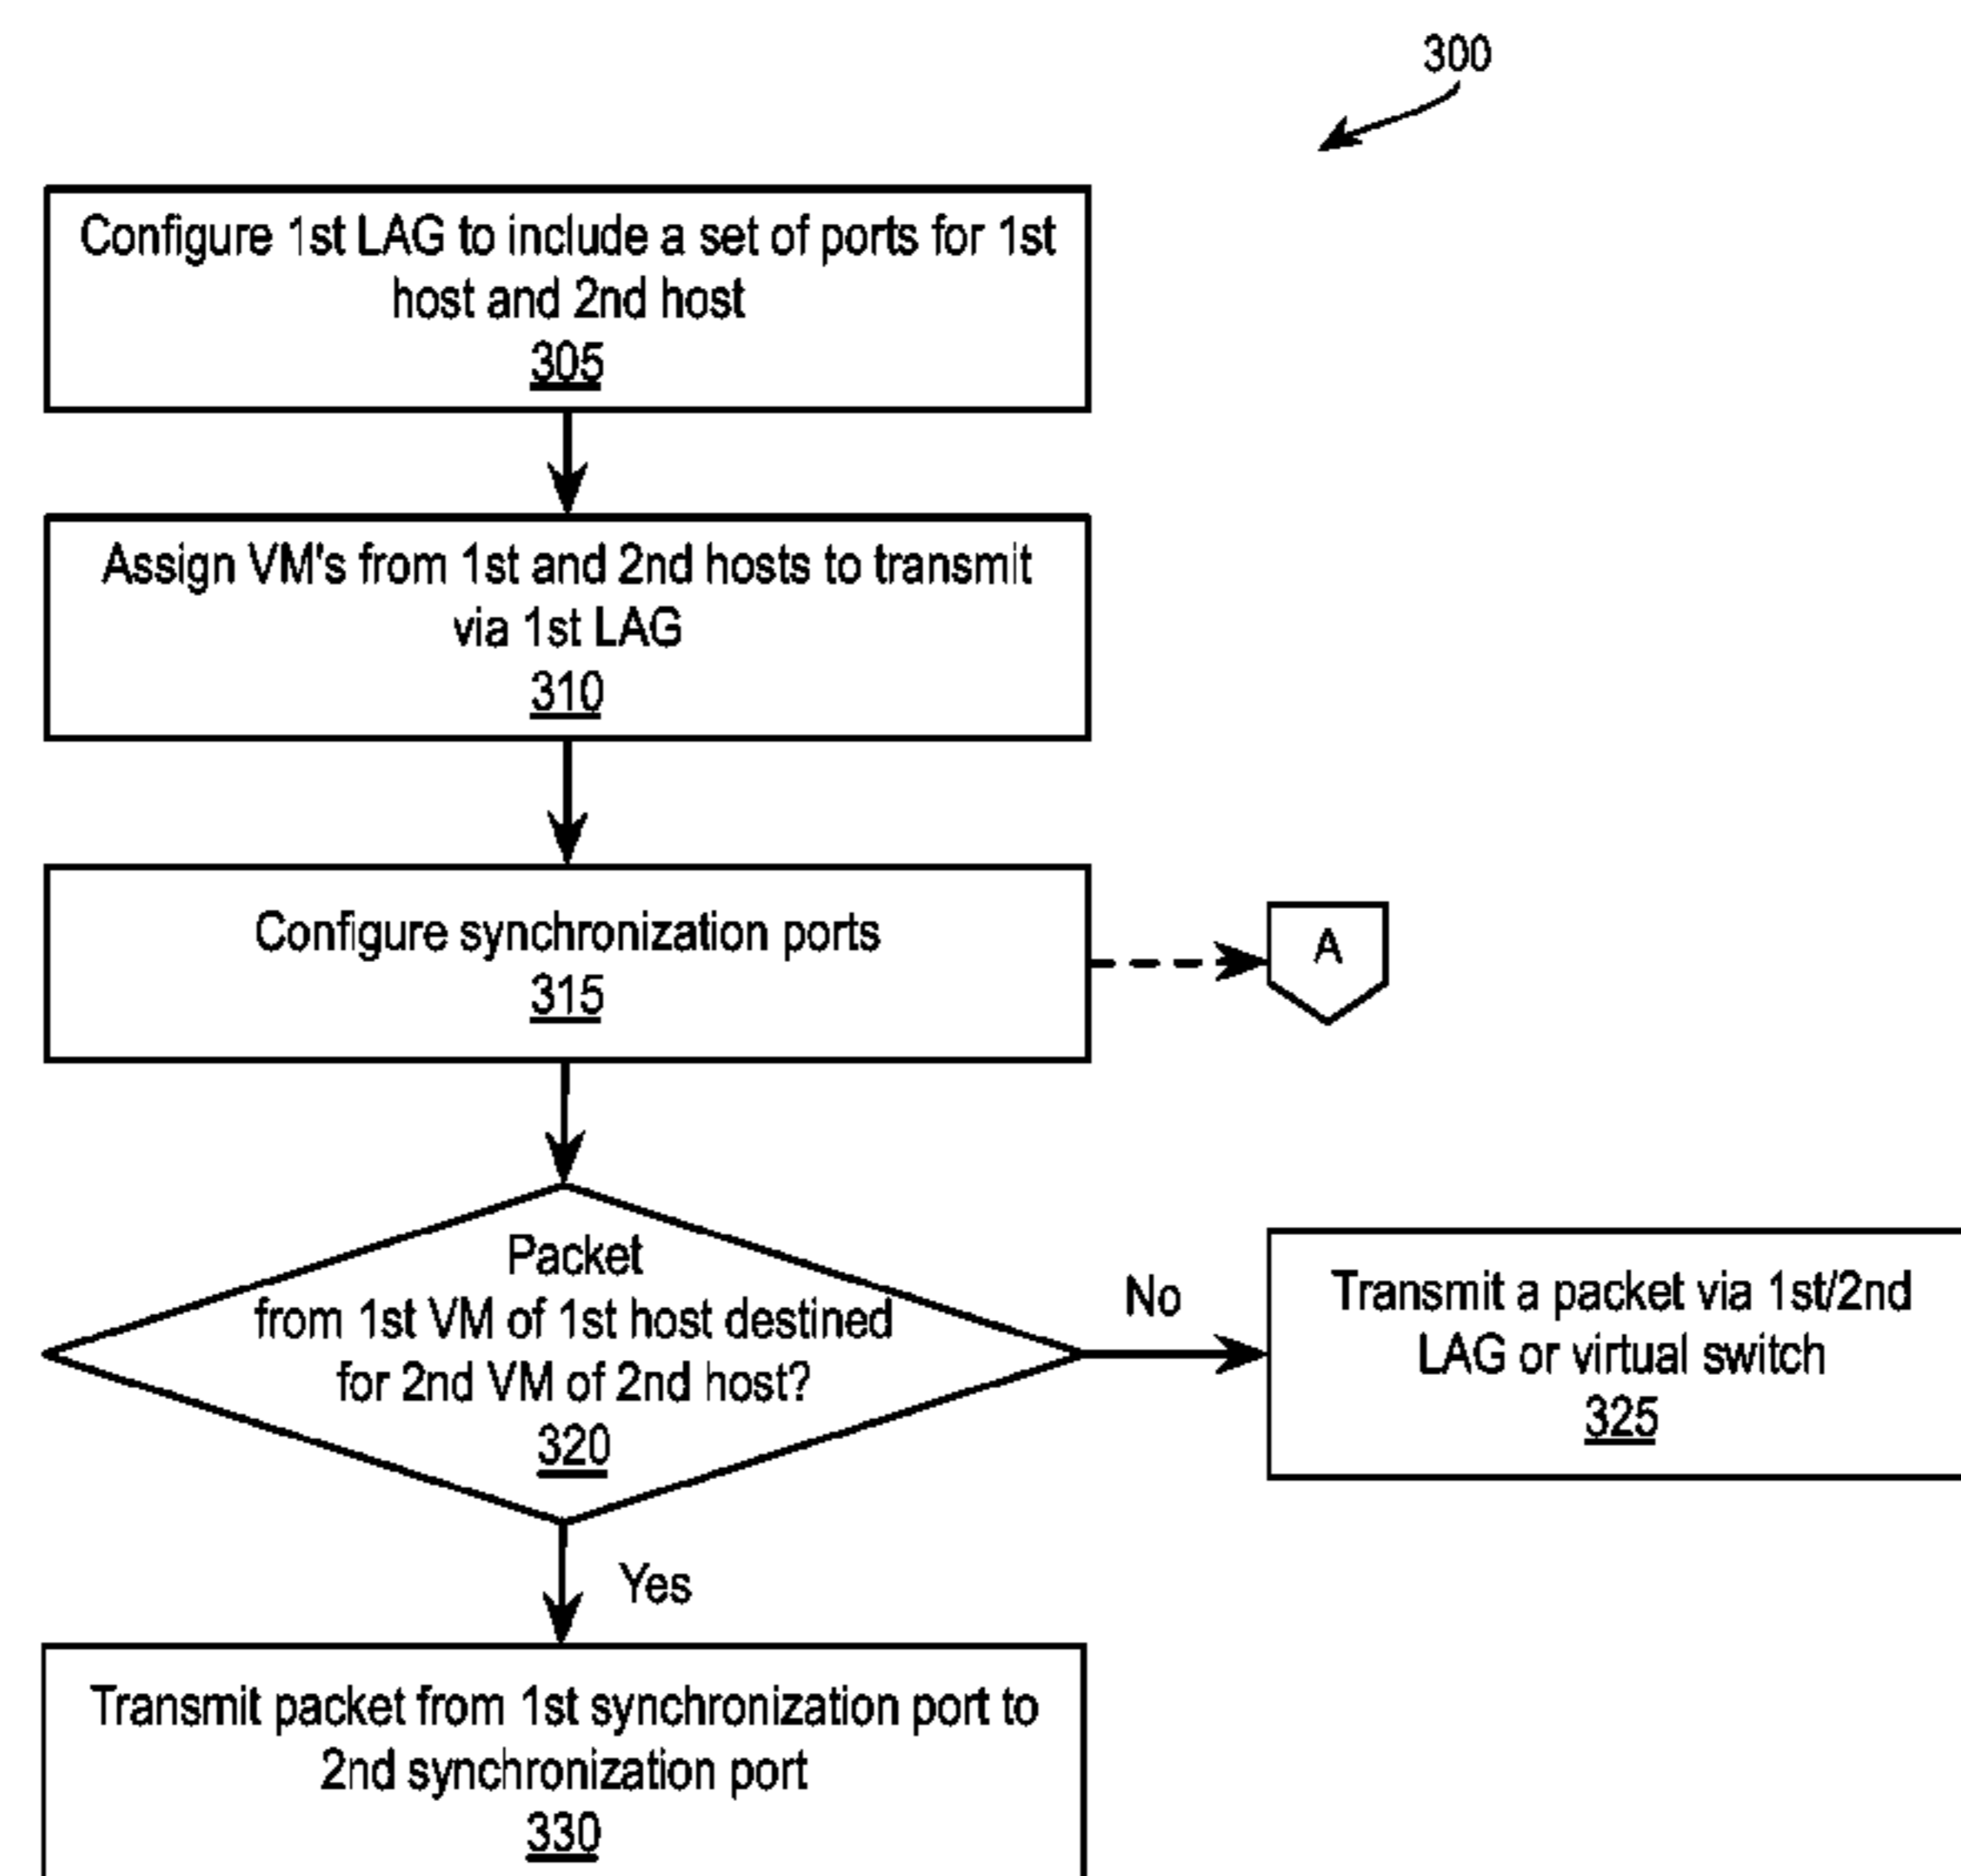 300
Configure 1st LAG to include a set of ports for 1st
host and 2nd host
305
Assign VM's from 1st and 2nd hosts to transmit
via 1st LAG
310
Configure synchronization ports
315
A
Packet
from 1st VM of 1st host destined
for 2nd VM of 2nd host?
320
No
Transmit a packet via 1st/2nd
LAG or virtual switch
325
Yes
Transmit packet from 1st synchronization port to
2nd synchronization port
330